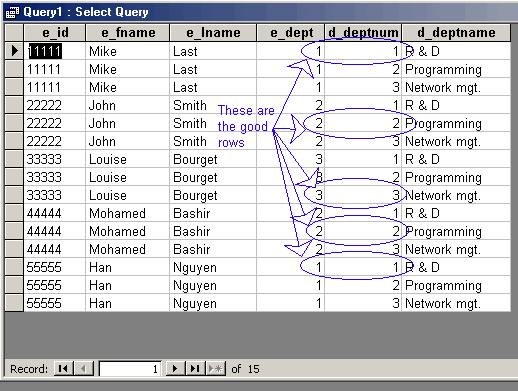 Query1 : Select Query
e_id e_fname e_lname e_dept d_deptnum d_deptname
11111 Mike Last 1 1 R & D
11111 Mike Last 1 2 Programming
11111 Mike Last 1 3 Network mgt.
22222 John Smith 2 1 R & D
22222 John Smith 2 2 Programming
22222 John Smith 2 3 Network mgt.
These are
the good
rows
33333 Louise Bourget 3 1 R & D
33333 Louise Bourget 3 2 Programming
33333 Louise Bourget 3 3 Network mgt.
44444 Mohamed Bashir 2 1 R & D
44444 Mohamed Bashir 2 2 Programming
44444 Mohamed Bashir 2 3 Network mgt.
55555 Han Nguyen 1 1 R & D
55555 Han Nguyen 1 2 Programming
55555 Han Nguyen 1 3 Network mgt.
Record: 1 of 15